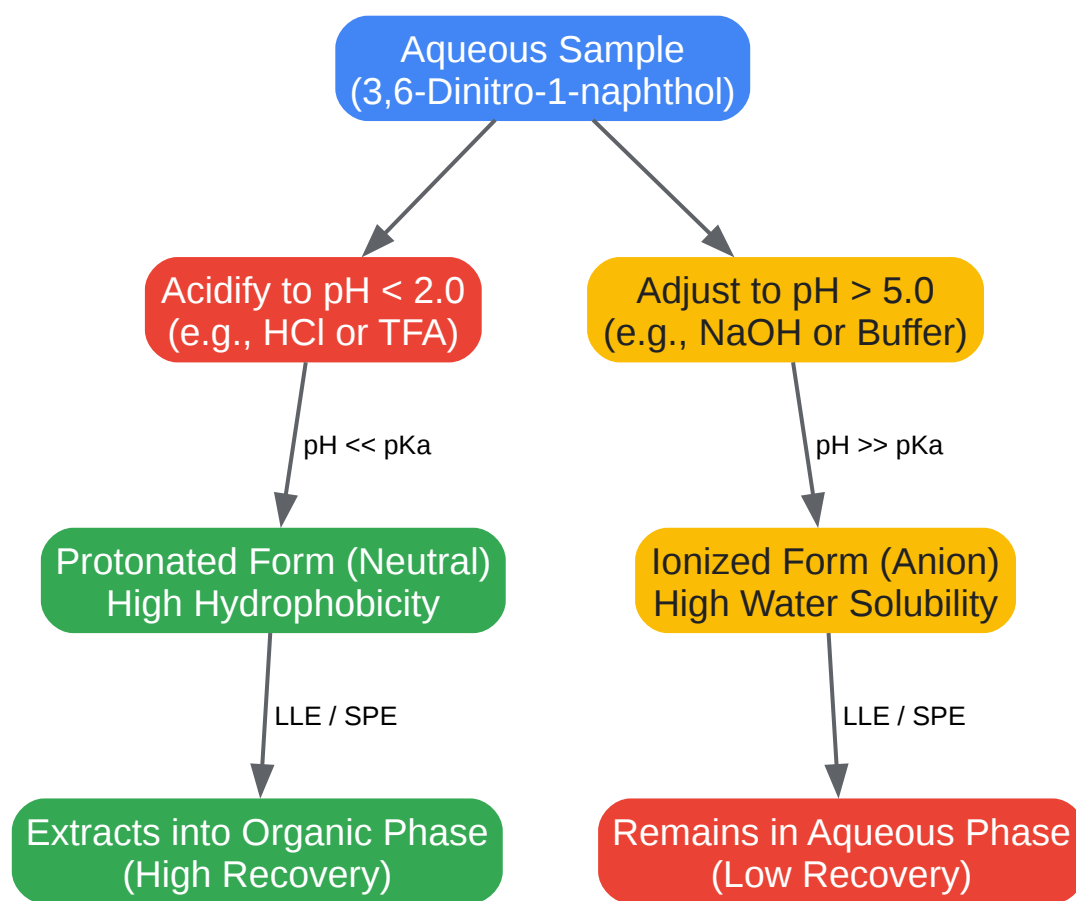 Aqueous Sample
(3,6-Dinitro-1-naphthol)
Acidify to pH < 2.0
(e.g., HCl or TFA)
Adjust to pH > 5.0
(e.g., NaOH or Buffer)
pH << pKa
pH >> pKa
Protonated Form (Neutral)
High Hydrophobicity
Ionized Form (Anion)
High Water Solubility
LLE / SPE
LLE / SPE
Extracts into Organic Phase
(High Recovery)
Remains in Aqueous Phase
(Low Recovery)